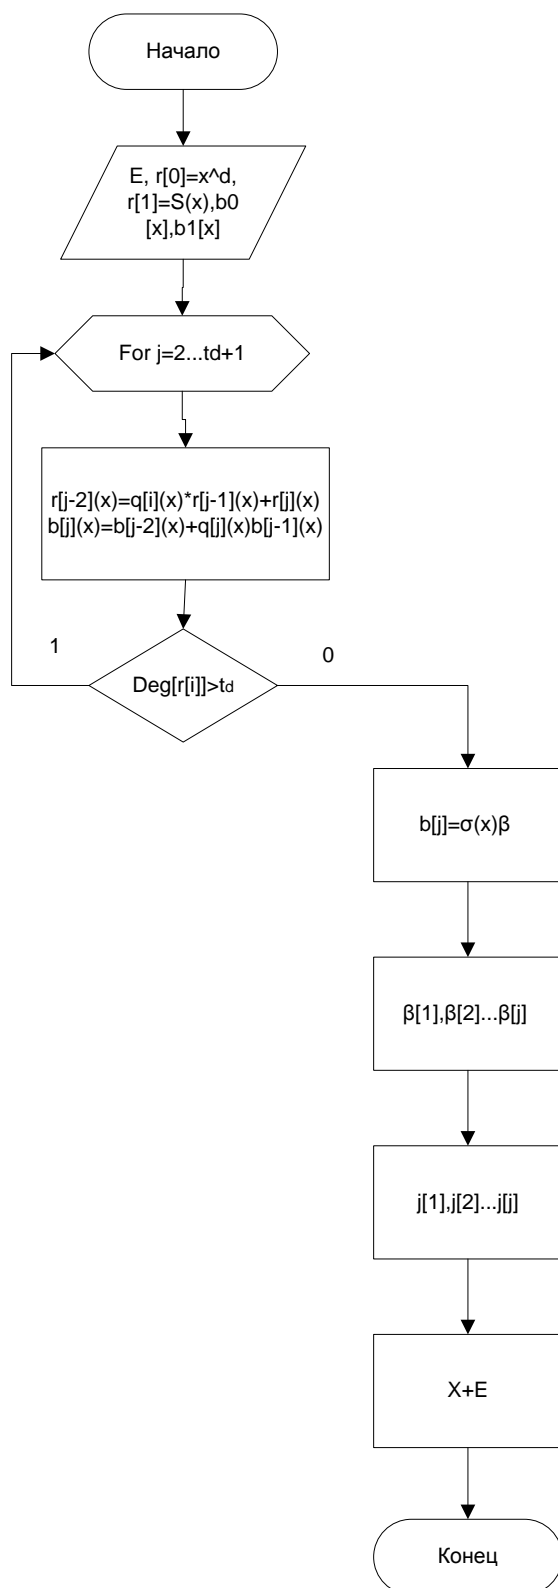 Начало
E, r[0]=x^d,
r[1]=S(x),b0
[x],b1[x]
For j=2...td+1
r[j-2](x)=q[i](x)*r[j-1](x)+r[j](x)
b[j](x)=b[j-2](x)+q[j](x)b[j-1](x)
1
0
Deg[r[i]]>td
b[j]=σ(x)β
β[1],β[2]...β[j]
j[1],j[2]...j[j]
X+E
Конец